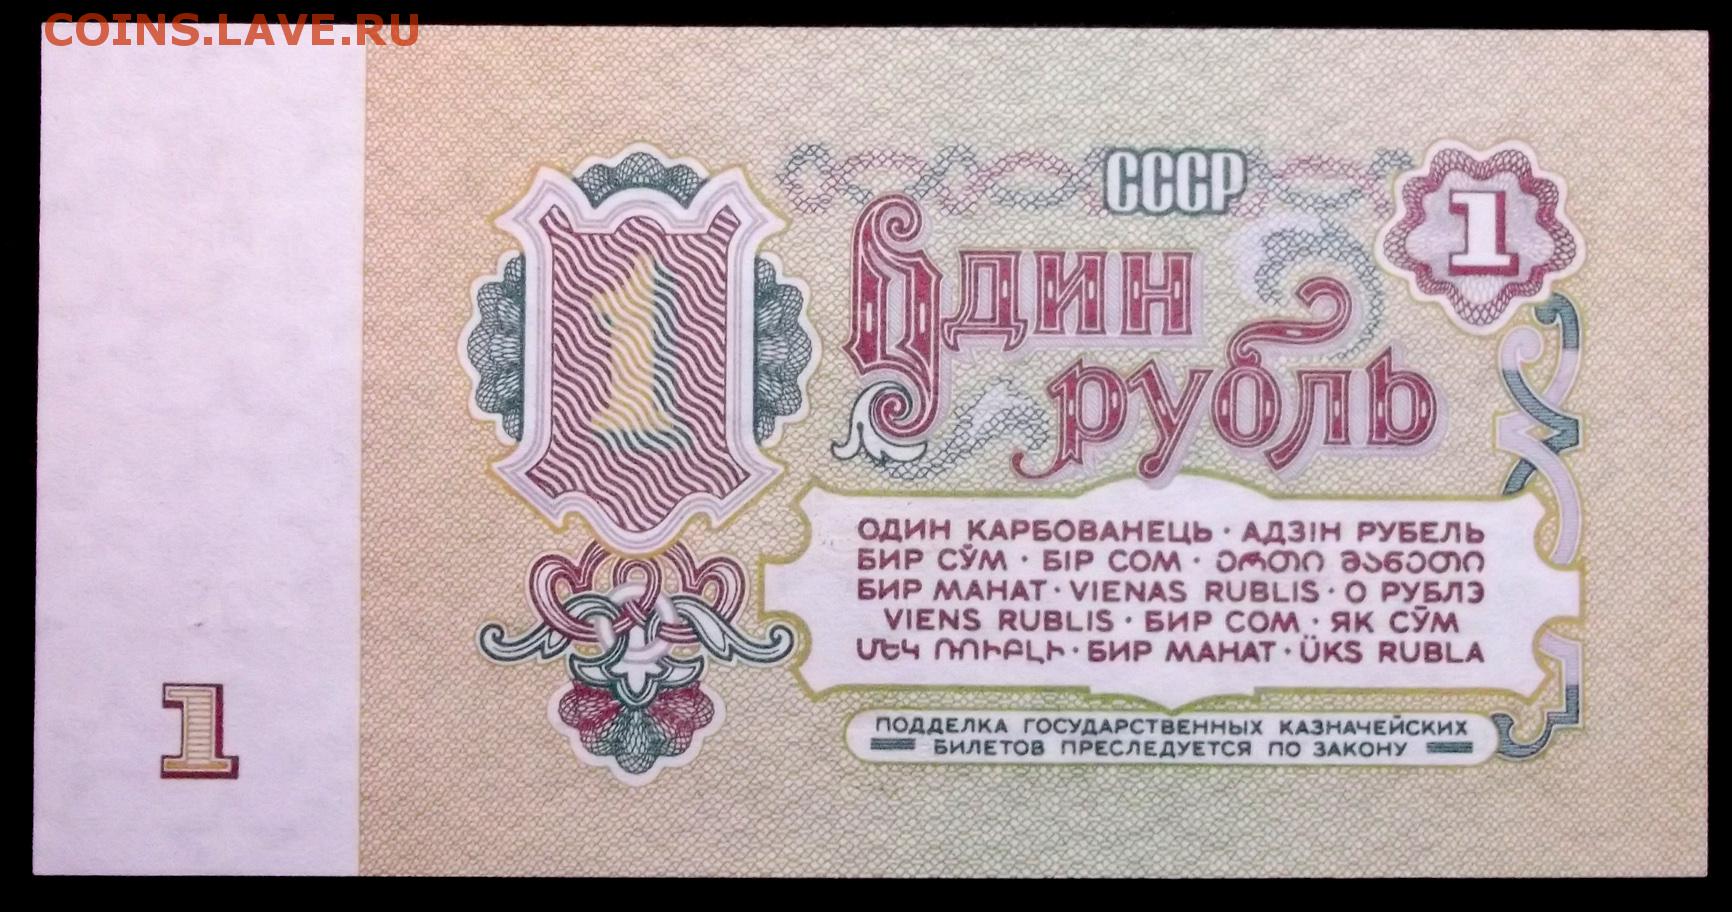 COINS.LAVE.RU
СССР
1
1
Один
рубль
ОДИН КАРБОВАНЕЦЬ · АДЗІН РУБЕЛЬ
БИР СЎМ · БІР СОМ · ᲔᲠᲗᲘ ᲛᲐᲜᲔᲗᲘ
БИР МАНАТ · VIENAS RUBLIS · О РУБЛЭ
VIENS RUBLIS · БИР СОМ · ЯК СӮМ
ՄԵԿ ՌՈՒԲԼԻ · БИР МАНАТ · ÜKS RUBLA
1
ПОДДЕЛКА ГОСУДАРСТВЕННЫХ КАЗНАЧЕЙСКИХ
БИЛЕТОВ ПРЕСЛЕДУЕТСЯ ПО ЗАКОНУ